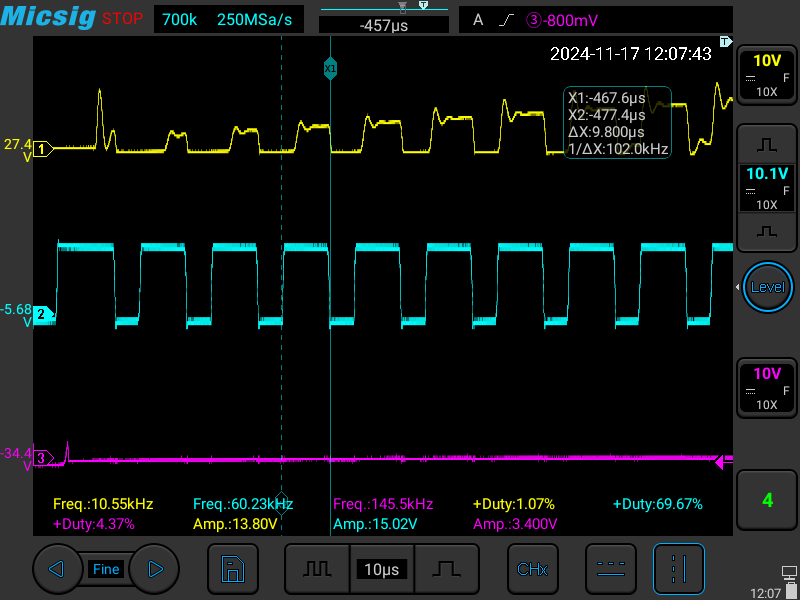 Micsig STOP 700k 250MSa/s -457µs A 3 -800mV
T
2024-11-17 12:07:43
X1
10V
F
10X
X1:-467.6µs
X2:-477.4µs
ΔX:9.800µs
1/ΔX:102.0kHz
27.4 V 1
10.1V
F
10X
Level
-5.68 V 2
10V
F
10X
-34.4 V 3
Freq.:10.55kHz Freq.:60.23kHz Freq.:145.5kHz +Duty:1.07% +Duty:69.67%
+Duty:4.37% Amp.:13.80V Amp.:15.02V Amp.:3.400V
4
Fine 10µs CHx
12:07